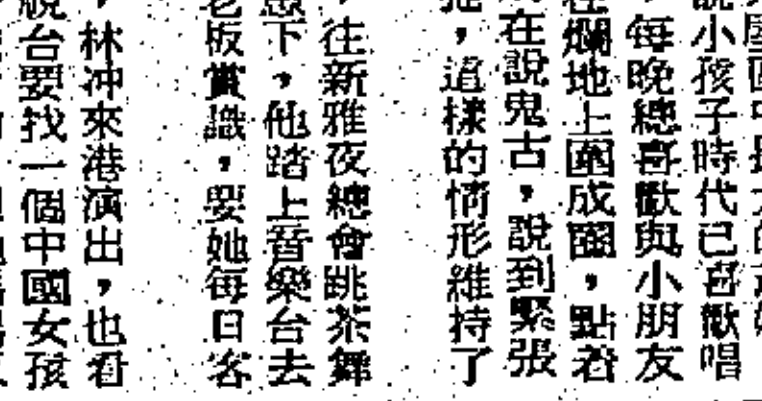 說小孩子時代已喜歡唱
，每晚總喜歡與小朋友
在爛地上圍成圈，點着
在說鬼古，說到緊張
，這樣的情形維持了
，往新雅夜總會跳茶舞
下，他踏上音樂台去
老板賞識，要她每日客
，林冲來港演出，也看
台要找一個中國女孩